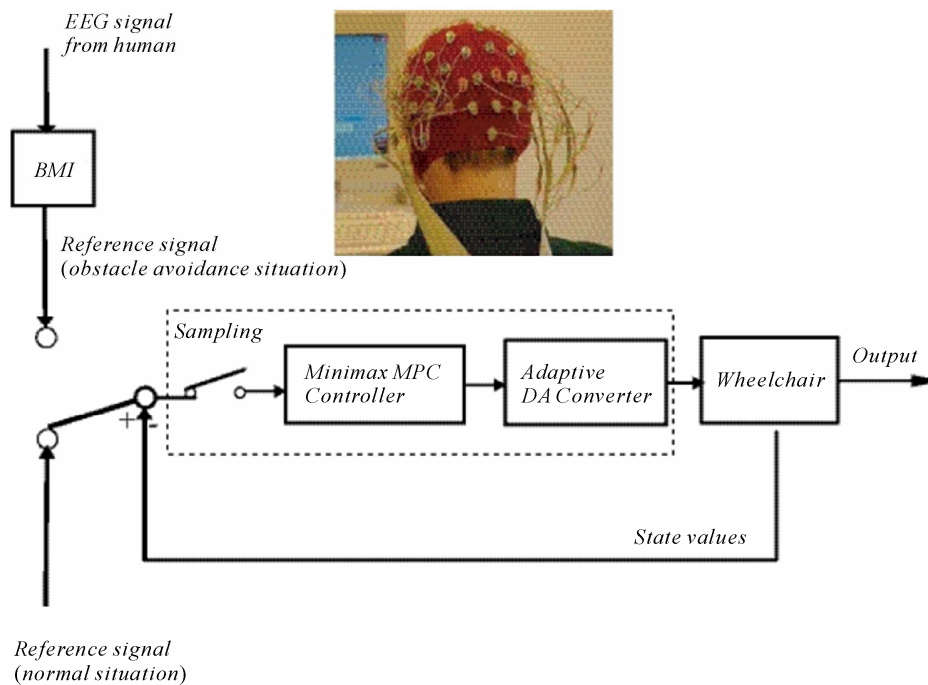 EEG signal
from human
BMI
Reference signal
(obstacle avoidance situation)
Sampling
Minimax MPC
Controller
Adaptive
DA Converter
Wheelchair
Output
+
-
State values
Reference signal
(normal situation)